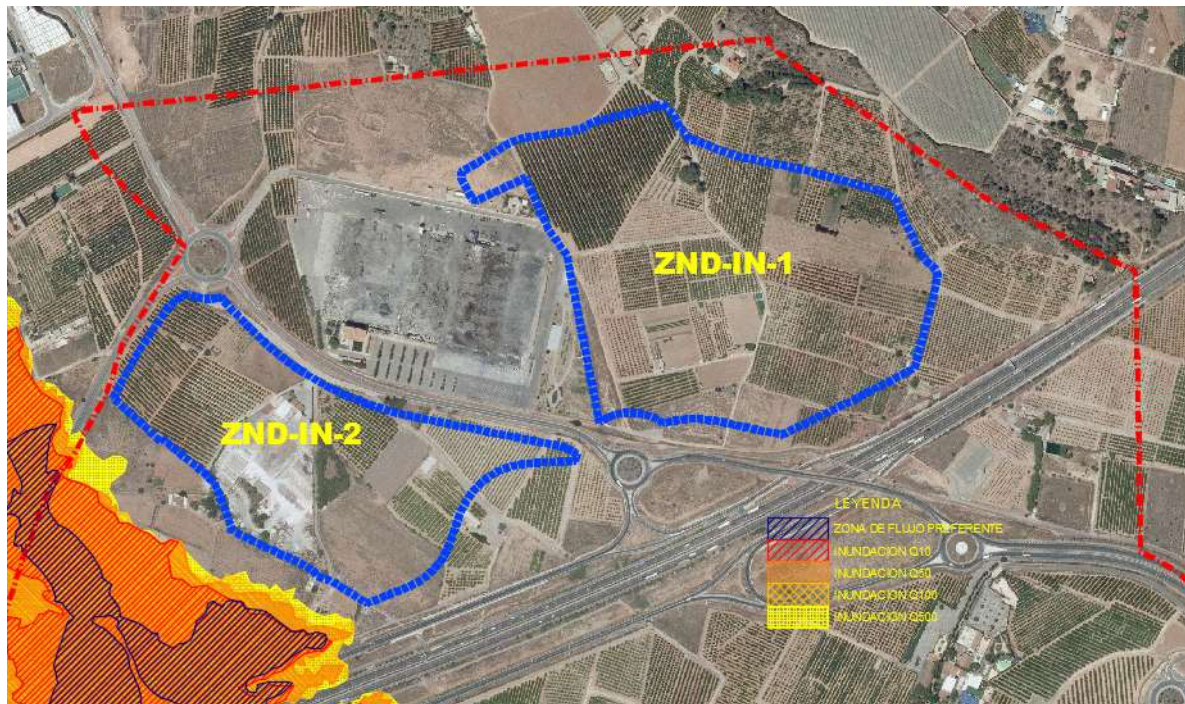 ZND-IN-1
ZND-IN-2
LEYENDA
ZONA DE FLUJO PREFERENTE
INUNDACION Q10
INUNDACION Q50
INUNDACION Q100
INUNDACION Q500